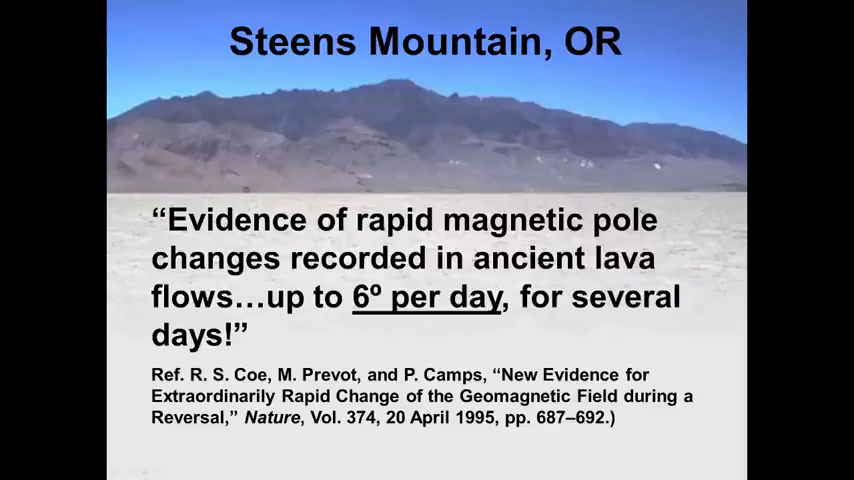 Steens Mountain, OR
“Evidence of rapid magnetic pole
changes recorded in ancient lava
flows…up to 6º per day, for several
days!”
Ref. R. S. Coe, M. Prevot, and P. Camps, “New Evidence for
Extraordinarily Rapid Change of the Geomagnetic Field during a
Reversal,” Nature, Vol. 374, 20 April 1995, pp. 687–692.)